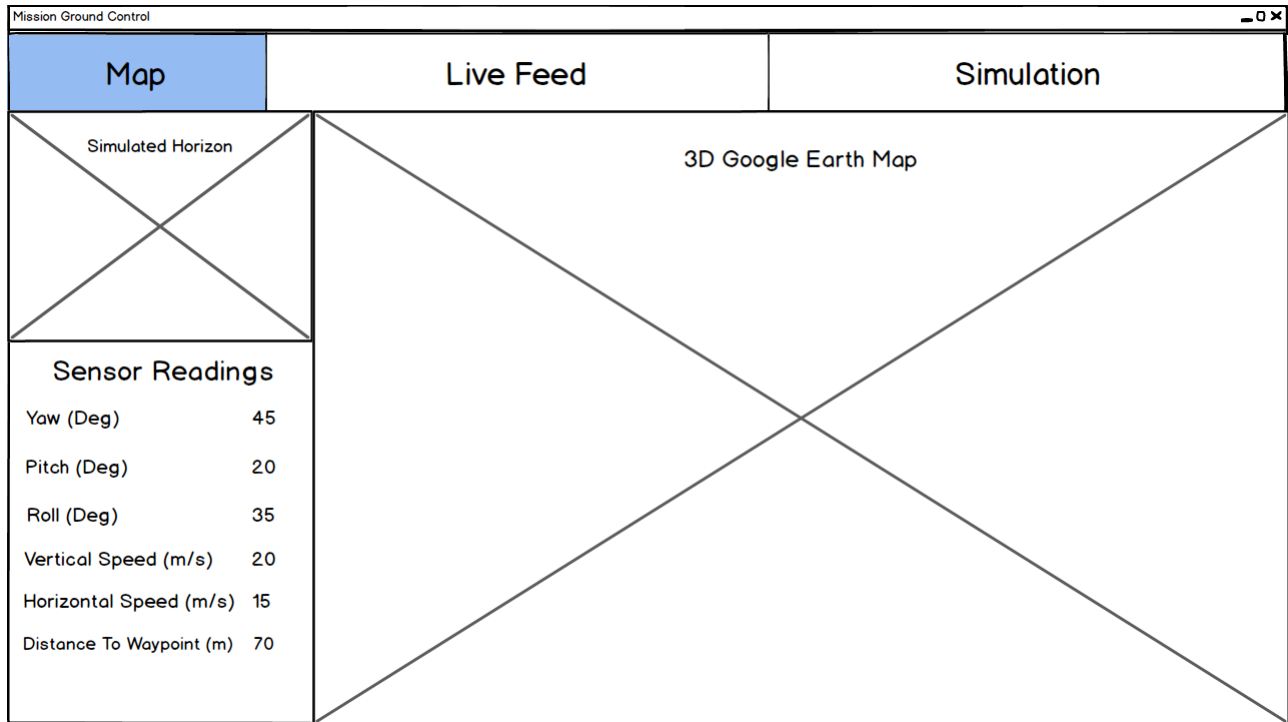 Mission Ground Control
Map
Live Feed
Simulation
Simulated Horizon
3D Google Earth Map
Sensor Readings
Yaw (Deg) 45
Pitch (Deg) 20
Roll (Deg) 35
Vertical Speed (m/s) 20
Horizontal Speed (m/s) 15
Distance To Waypoint (m) 70